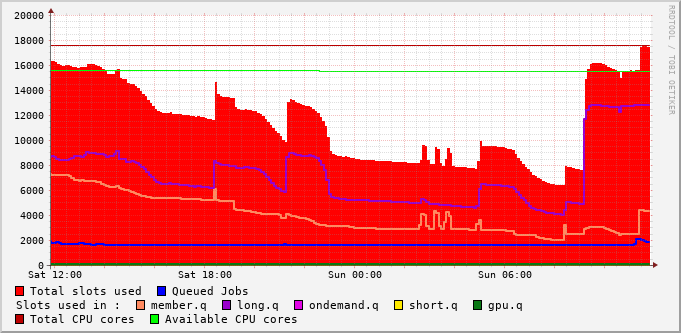 20000
18000
16000
14000
12000
10000
8000
6000
4000
2000
0
Sat 12:00 Sat 18:00 Sun 00:00 Sun 06:00
RRDTOOL / TOBI OETIKER
Total slots used Queued Jobs
Slots used in : member.q long.q ondemand.q short.q gpu.q
Total CPU cores Available CPU cores